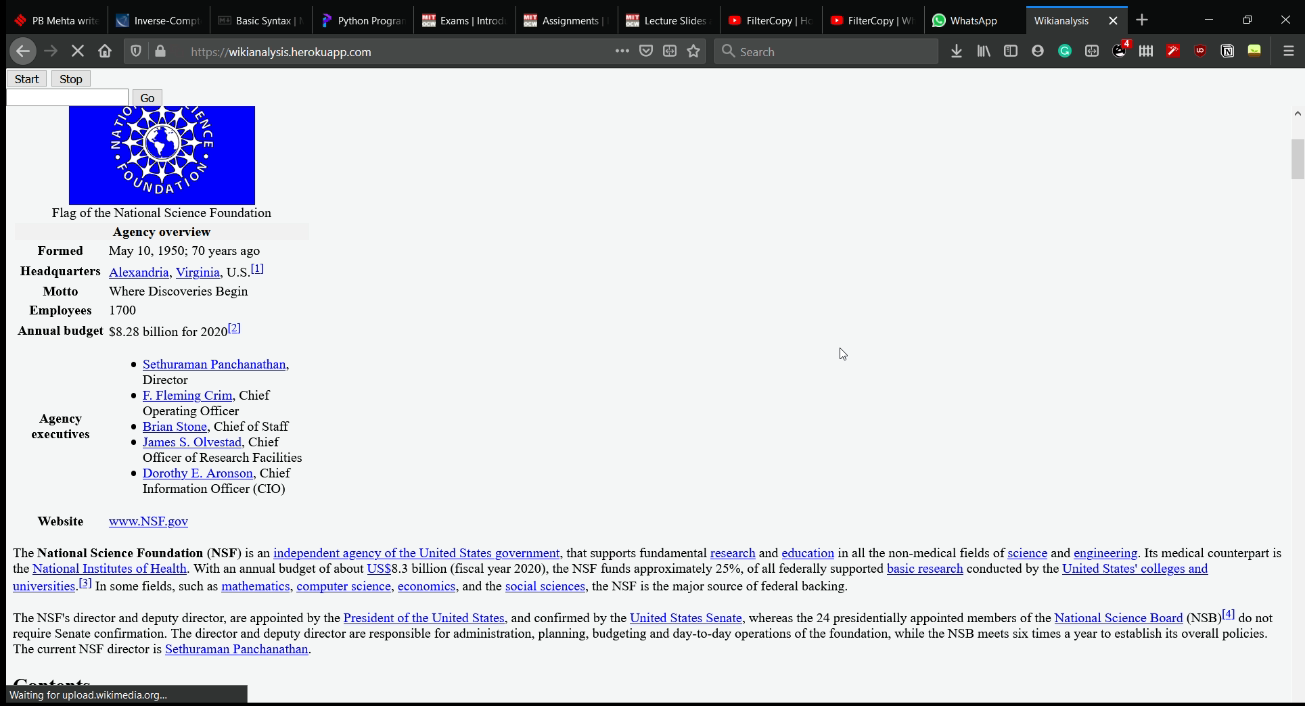 PB Mehta write
Inverse-Compt
Basic Syntax |
Python Progran
Exams | Introd
Assignments |
Lecture Slides
FilterCopy | Ho
FilterCopy | Wh
WhatsApp
Wikianalysis
https://wikianalysis.herokuapp.com
Search
4
Start Stop
Go
NATIONAL SCIENCE FOUNDATION
Flag of the National Science Foundation
Agency overview
Formed May 10, 1950; 70 years ago
Headquarters Alexandria, Virginia, U.S.[1]
Motto Where Discoveries Begin
Employees 1700
Annual budget $8.28 billion for 2020[2]
Agency executives
• Sethuraman Panchanathan,
Director
• F. Fleming Crim, Chief
Operating Officer
• Brian Stone, Chief of Staff
• James S. Olvestad, Chief
Officer of Research Facilities
• Dorothy E. Aronson, Chief
Information Officer (CIO)
Website www.NSF.gov
The National Science Foundation (NSF) is an independent agency of the United States government, that supports fundamental research and education in all the non-medical fields of science and engineering. Its medical counterpart is
the National Institutes of Health. With an annual budget of about US$8.3 billion (fiscal year 2020), the NSF funds approximately 25%, of all federally supported basic research conducted by the United States' colleges and
universities.[3] In some fields, such as mathematics, computer science, economics, and the social sciences, the NSF is the major source of federal backing.
The NSF's director and deputy director, are appointed by the President of the United States, and confirmed by the United States Senate, whereas the 24 presidentially appointed members of the National Science Board (NSB)[4] do not
require Senate confirmation. The director and deputy director are responsible for administration, planning, budgeting and day-to-day operations of the foundation, while the NSB meets six times a year to establish its overall policies.
The current NSF director is Sethuraman Panchanathan.
Contents
Waiting for upload.wikimedia.org...